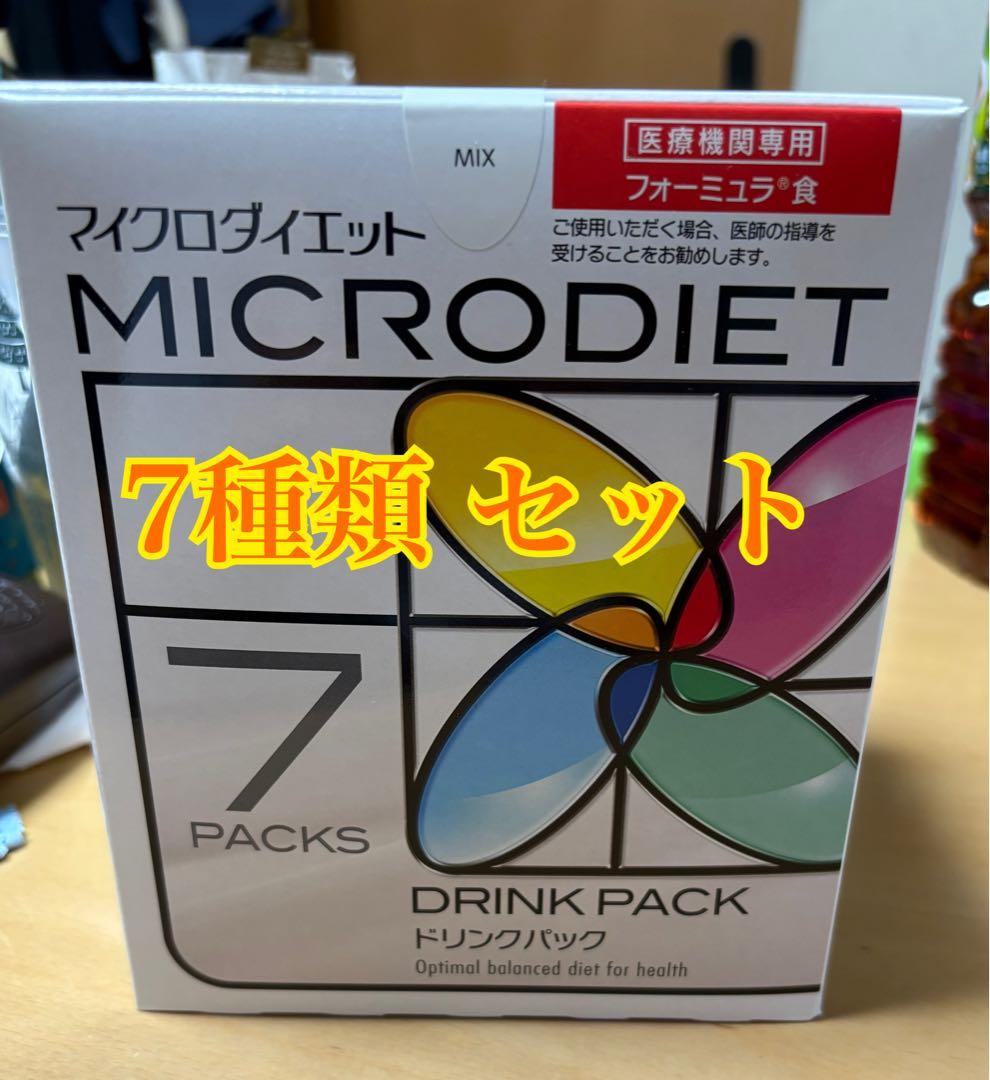 MIX
医療機関専用
フォーミュラ®食
ご使用いただく場合、医師の指導を
受けることをお勧めします。
マイクロダイエット
MICRODIET
7種類 セット
7
PACKS
DRINK PACK
ドリンクパック
Optimal balanced diet for health